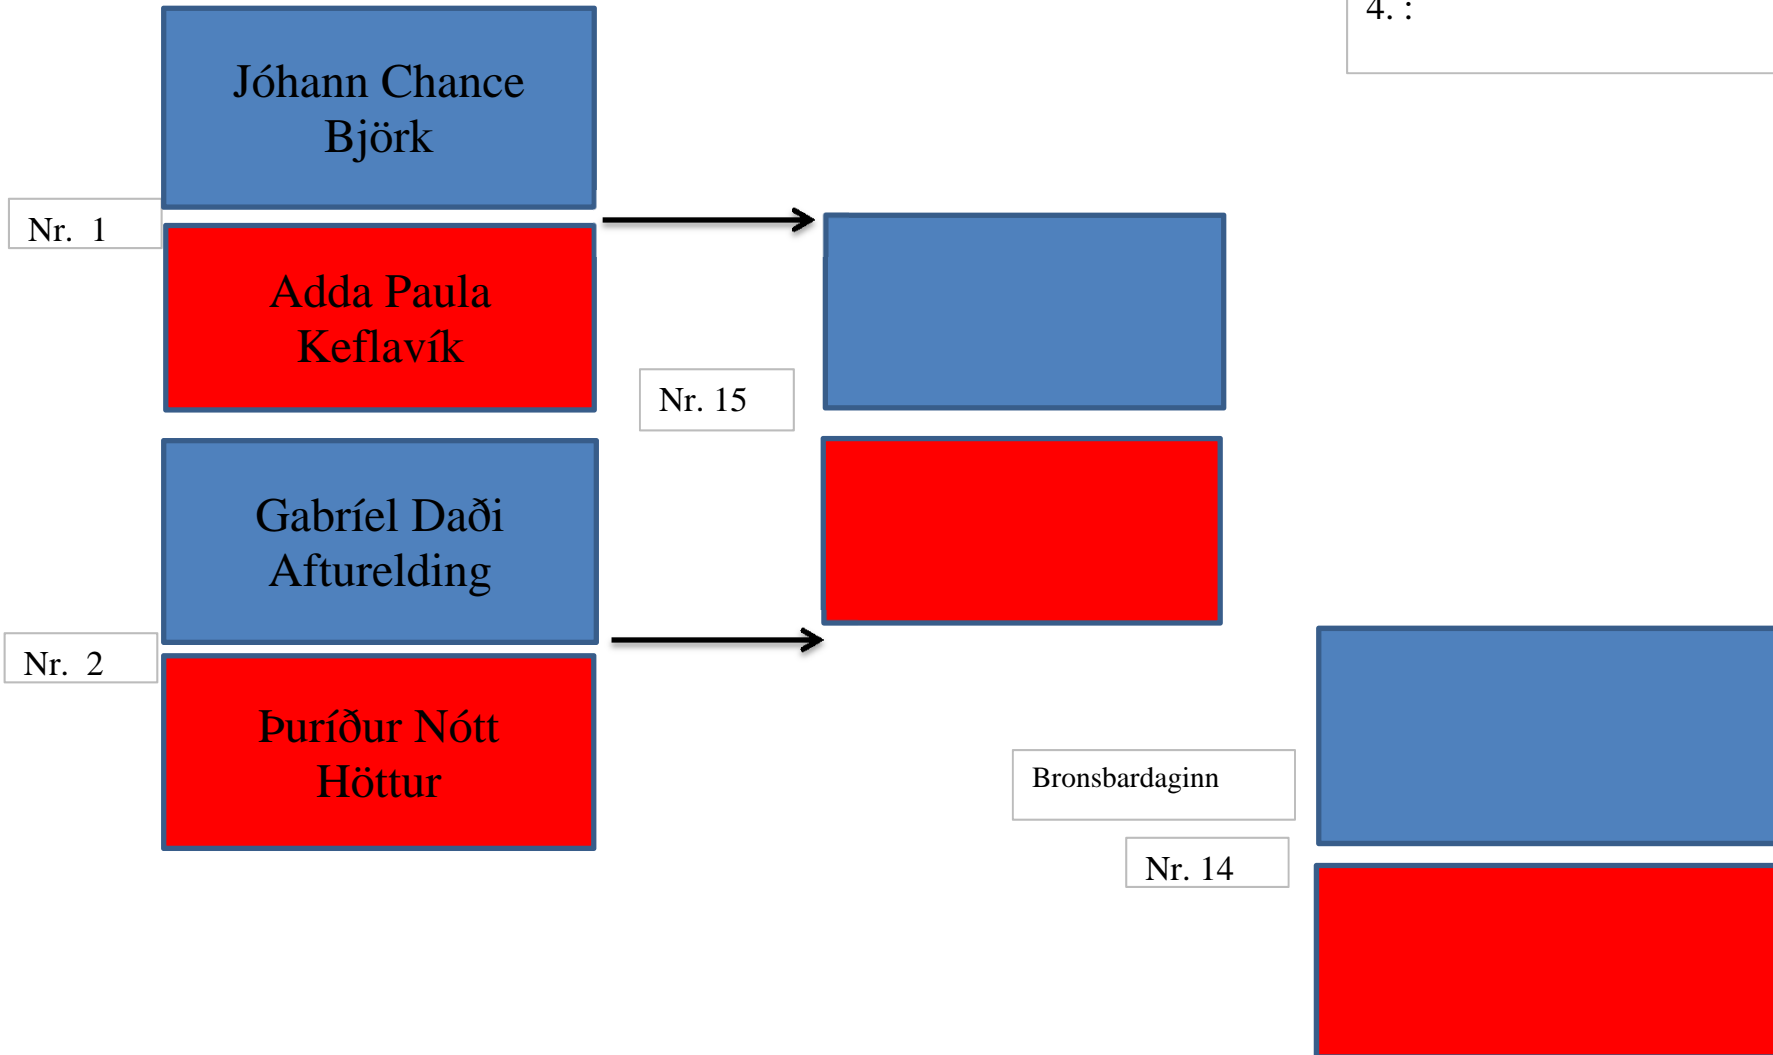 4. :
Jóhann Chance
Björk
Nr. 1
Adda Paula
Keflavík
Nr. 15
Gabríel Daði
Afturelding
Nr. 2
Þuríður Nótt
Höttur
Bronsbardaginn
Nr. 14